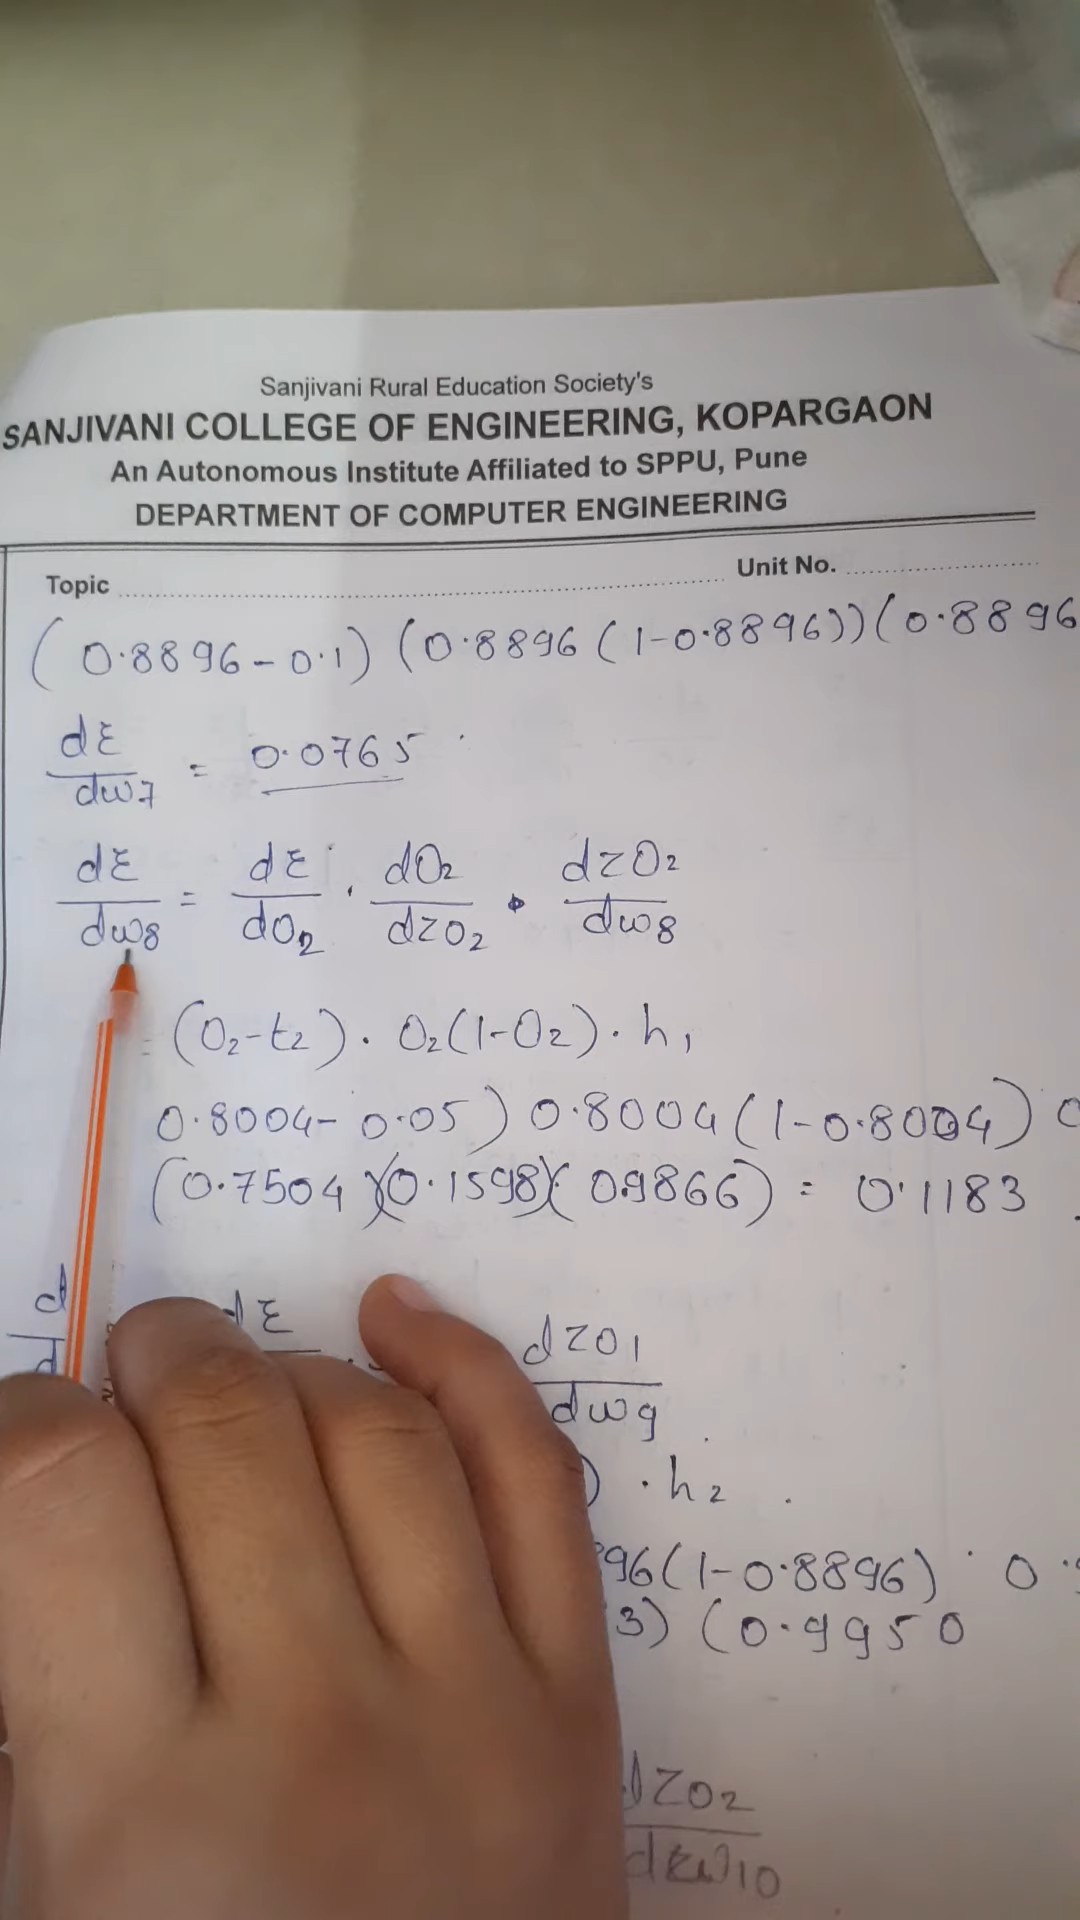 Sanjivani Rural Education Society's
SANJIVANI COLLEGE OF ENGINEERING, KOPARGAON
An Autonomous Institute Affiliated to SPPU, Pune
DEPARTMENT OF COMPUTER ENGINEERING
Topic Unit No.
(0.8896-0.1) (0.8896(1-0.8896))(0.8896
dE/dw7 = 0.0765
dE/dw8 = dE/dO2 . dO2/dzO2 . dzO2/dw8
= (O2-t2) . O2(1-O2) . h1
0.8004-0.05) 0.8004(1-0.8004)
(0.7504)(0.1598)(0.9866) = 0.1183
dE dzO1/dw9
) . h2
96(1-0.8896) 0.
3) (0.9950
dzO2/dw10